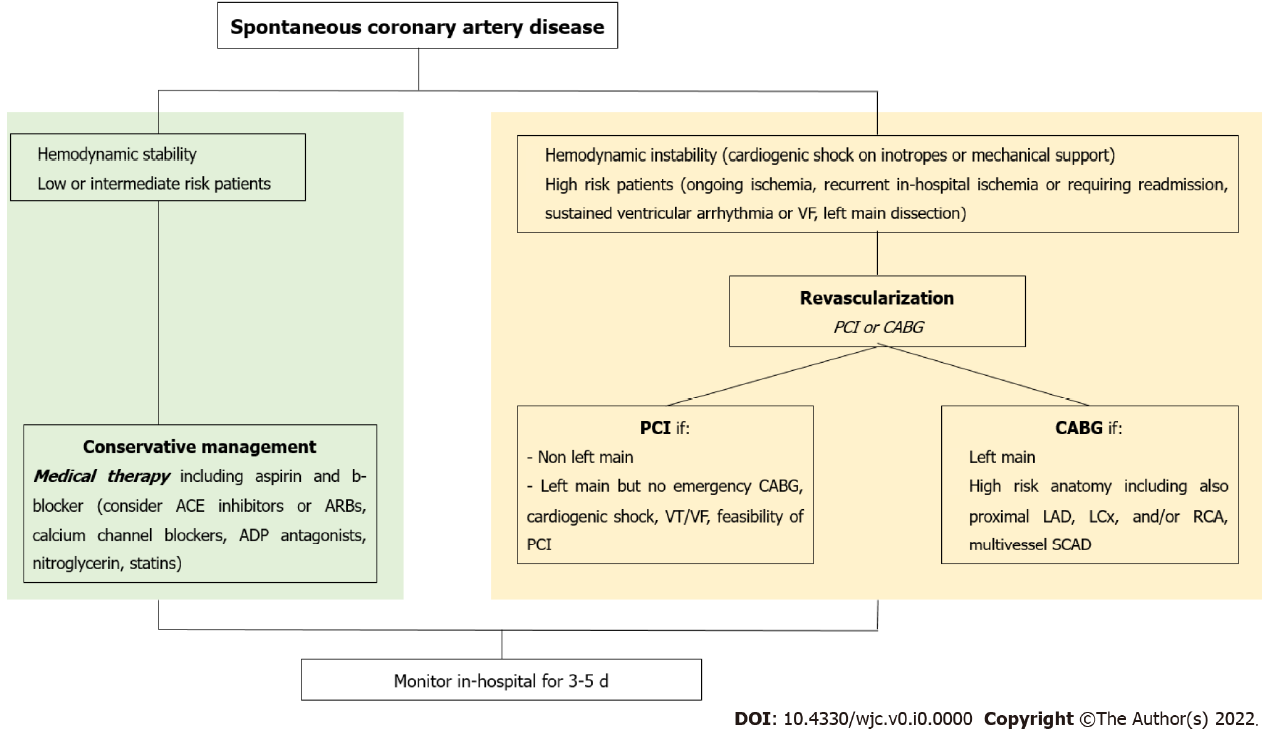 Spontaneous coronary artery disease
Hemodynamic stability
Low or intermediate risk patients
Hemodynamic instability (cardiogenic shock on inotropes or mechanical support)
High risk patients (ongoing ischemia, recurrent in-hospital ischemia or requiring readmission,
sustained ventricular arrhythmia or VF, left main dissection)
Revascularization
PCI or CABG
Conservative management
Medical therapy including aspirin and b-
blocker (consider ACE inhibitors or ARBs,
calcium channel blockers, ADP antagonists,
nitroglycerin, statins)
PCI if:
- Non left main
- Left main but no emergency CABG,
cardiogenic shock, VT/VF, feasibility of
PCI
CABG if:
Left main
High risk anatomy including also
proximal LAD, LCx, and/or RCA,
multivessel SCAD
Monitor in-hospital for 3-5 d
DOI: 10.4330/wjc.v0.i0.0000 Copyright ©The Author(s) 2022.